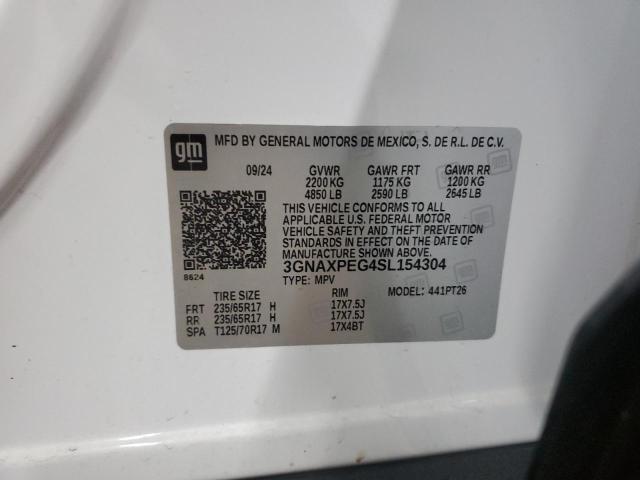 gm
MFD BY GENERAL MOTORS DE MEXICO, S. DE R.L. DE C.V.
09/24 GVWR GAWR FRT GAWR RR
2200 KG 1175 KG 1200 KG
4850 LB 2590 LB 2645 LB
THIS VEHICLE CONFORMS TO ALL
APPLICABLE U.S. FEDERAL MOTOR
VEHICLE SAFETY AND THEFT PREVENTION
STANDARDS IN EFFECT ON THE DATE OF
MANUFACTURE SHOWN ABOVE.
3GNAXPEG4SL154304
8624
TYPE: MPV MODEL: 441PT26
TIRE SIZE RIM
FRT 235/65R17 H 17X7.5J
RR 235/65R17 H 17X7.5J
SPA T125/70R17 M 17X4BT